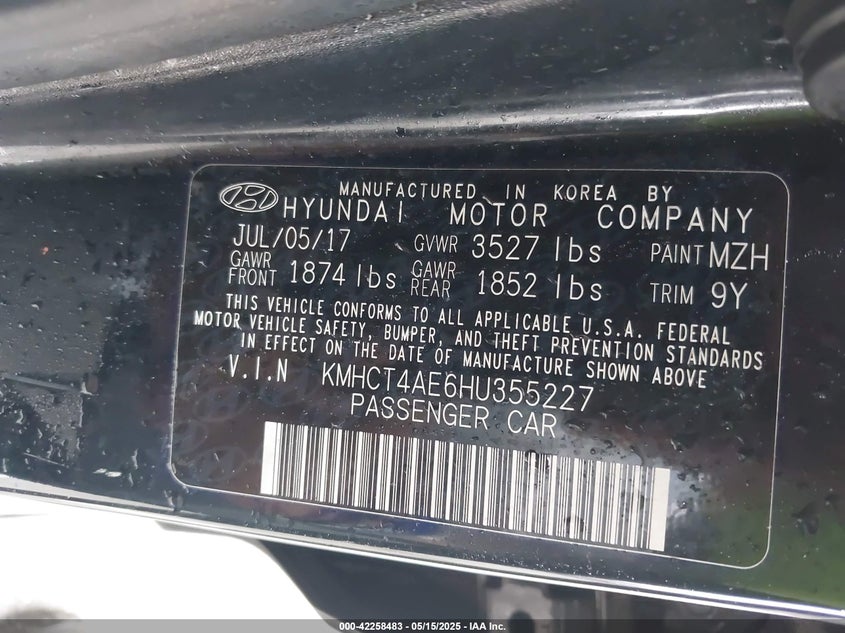 MANUFACTURED IN KOREA BY
HYUNDAI MOTOR COMPANY
JUL/05/17 GVWR 3527 lbs PAINT MZH
GAWR FRONT 1874 lbs GAWR REAR 1852 lbs TRIM 9Y
THIS VEHICLE CONFORMS TO ALL APPLICABLE U.S.A. FEDERAL
MOTOR VEHICLE SAFETY, BUMPER, AND THEFT PREVENTION STANDARDS
IN EFFECT ON THE DATE OF MANUFACTURE SHOWN ABOVE
V.I.N KMHCT4AE6HU355227
PASSENGER CAR
000-42258483 - 05/15/2025 - IAA Inc.